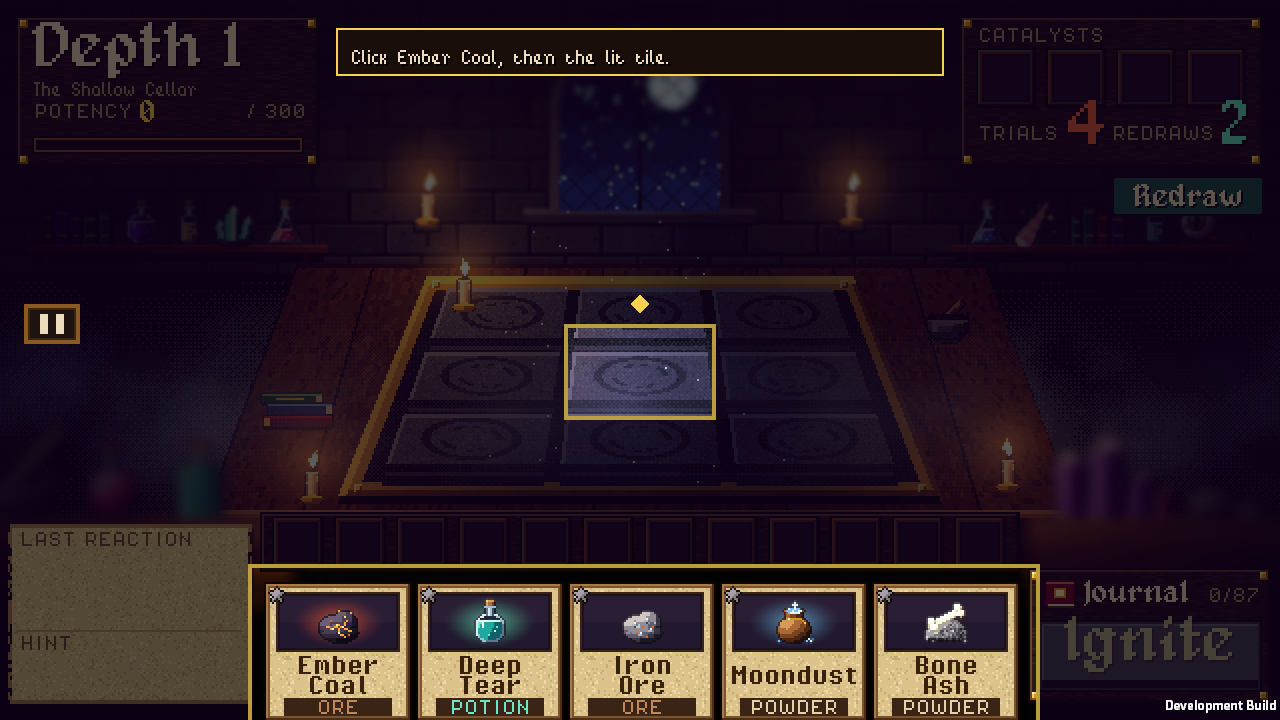 Depth 1
The Shallow Cellar
POTENCY 0 / 300
Click Ember Coal, then the lit tile.
CATALYSTS
TRIALS 4 REDRAWS 2
Redraw
LAST REACTION
HINT
Ember Coal
ORE
Deep Tear
POTION
Iron Ore
ORE
Moondust
POWDER
Bone Ash
POWDER
Journal 0/87
Ignite
Development Build